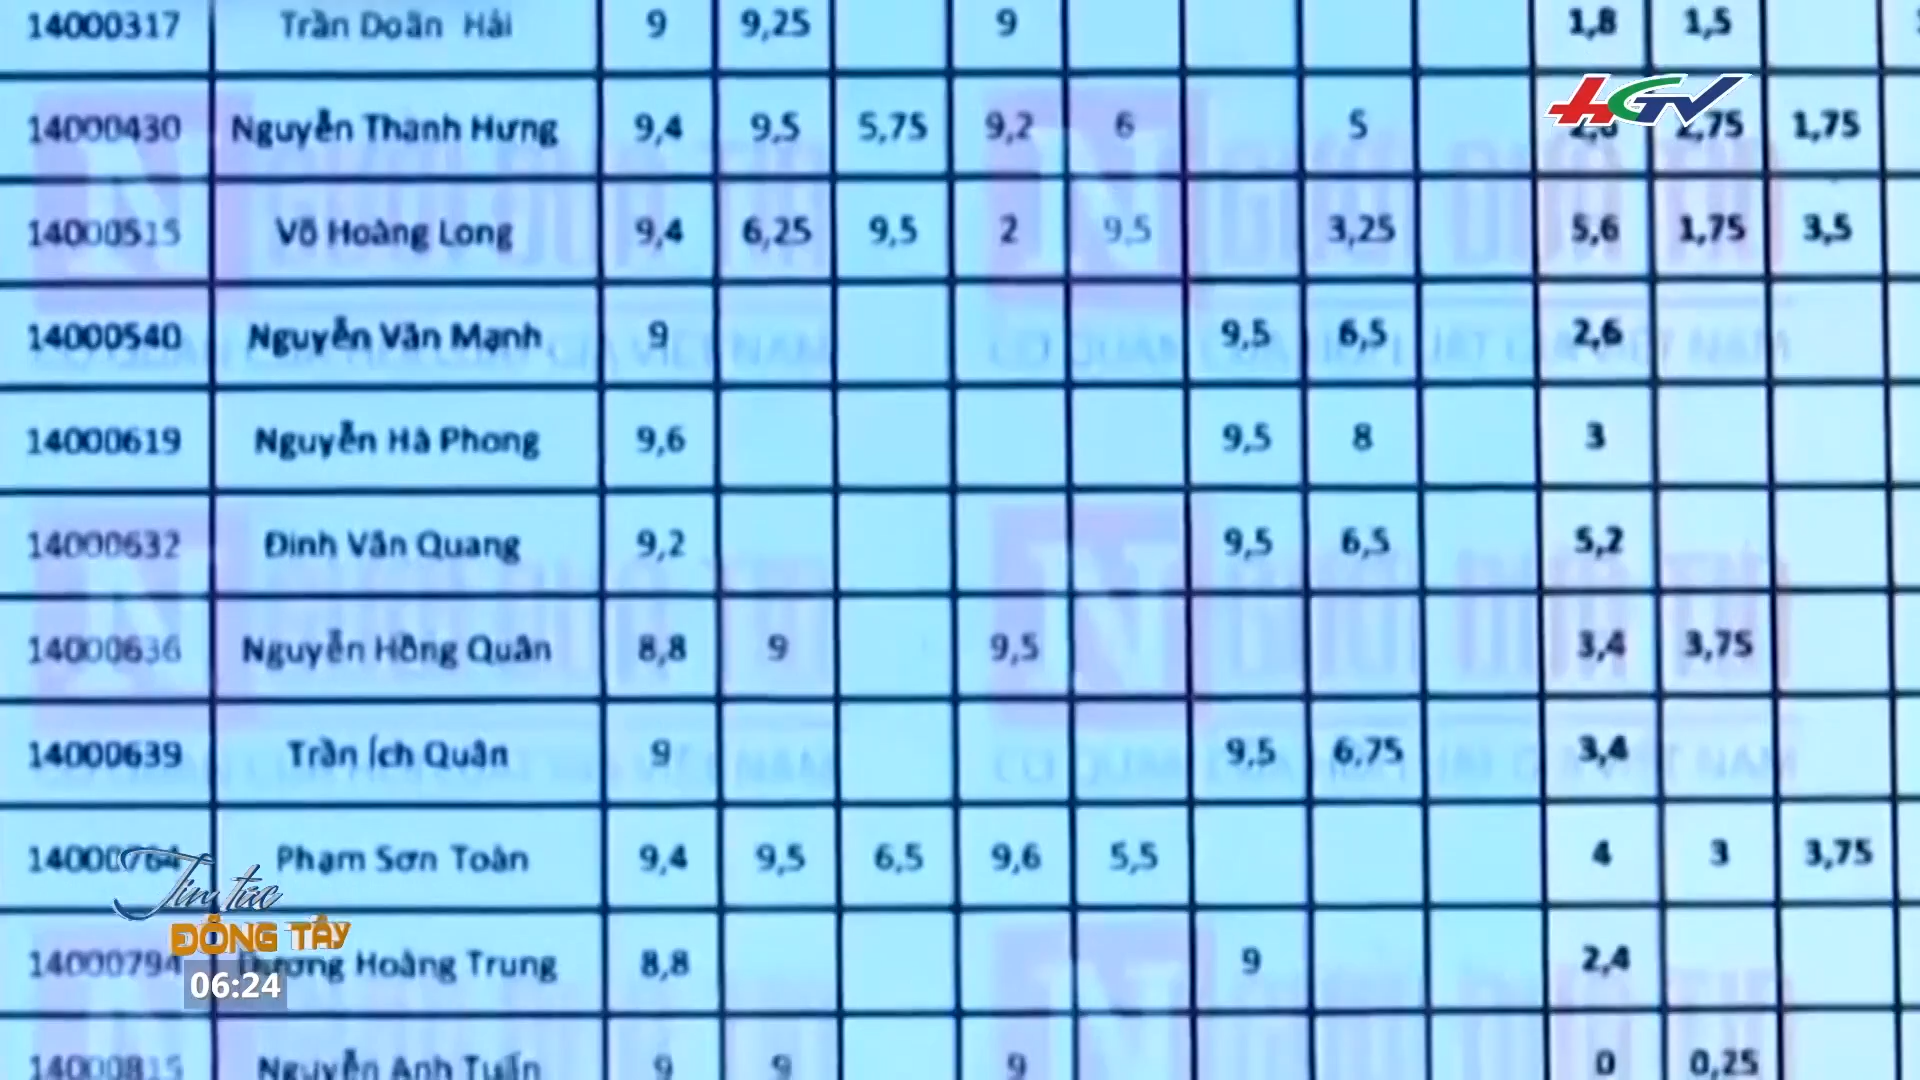 14000317 Trần Doãn Hải 9 9,25 9 1,8 1,5
HGTV
14000430 Nguyễn Thanh Hưng 9,4 9,5 5,75 9,2 6 5 2,75 1,75
14000515 Võ Hoàng Long 9,4 6,25 9,5 2 9,5 3,25 5,6 1,75 3,5
14000540 Nguyễn Văn Mạnh 9 9,5 6,5 2,6
14000619 Nguyễn Hà Phong 9,6 9,5 8 3
14000632 Đinh Văn Quang 9,2 9,5 6,5 5,2
14000636 Nguyễn Hồng Quân 8,8 9 9,5 3,4 3,75
14000639 Trần Ích Quân 9 9,5 6,75 3,4
14000764 Phạm Sơn Toàn 9,4 9,5 6,5 9,6 5,5 4 3 3,75
Tin tức
ĐÔNG TÂY
14000794 Hoàng Trung 8,8 9 2,4
06:24
14000815 Nguyễn Anh Tuấn 9 9 9 0 0,25